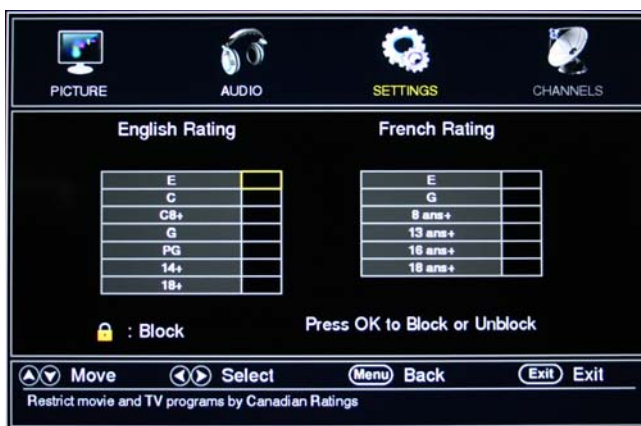 PICTURE AUDIO SETTINGS CHANNELS
English Rating French Rating
E E
C G
C8+ 8 ans+
G 13 ans+
PG 16 ans+
14+ 18 ans+
18+
: Block Press OK to Block or Unblock
Move Select Menu Back Exit Exit
Restrict movie and TV programs by Canadian Ratings